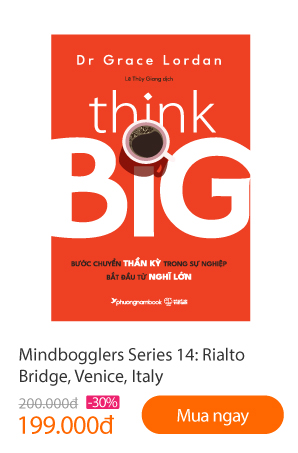 Dr Grace Lordan
Lê Thùy Giang dịch
think
BIG
BƯỚC CHUYỂN THẦN KỲ TRONG SỰ NGHIỆP
BẮT ĐẦU TỪ NGHĨ LỚN
phuongnambook
Mindbogglers Series 14: Rialto
Bridge, Venice, Italy
200.000đ -30%
199.000đ
Mua ngay